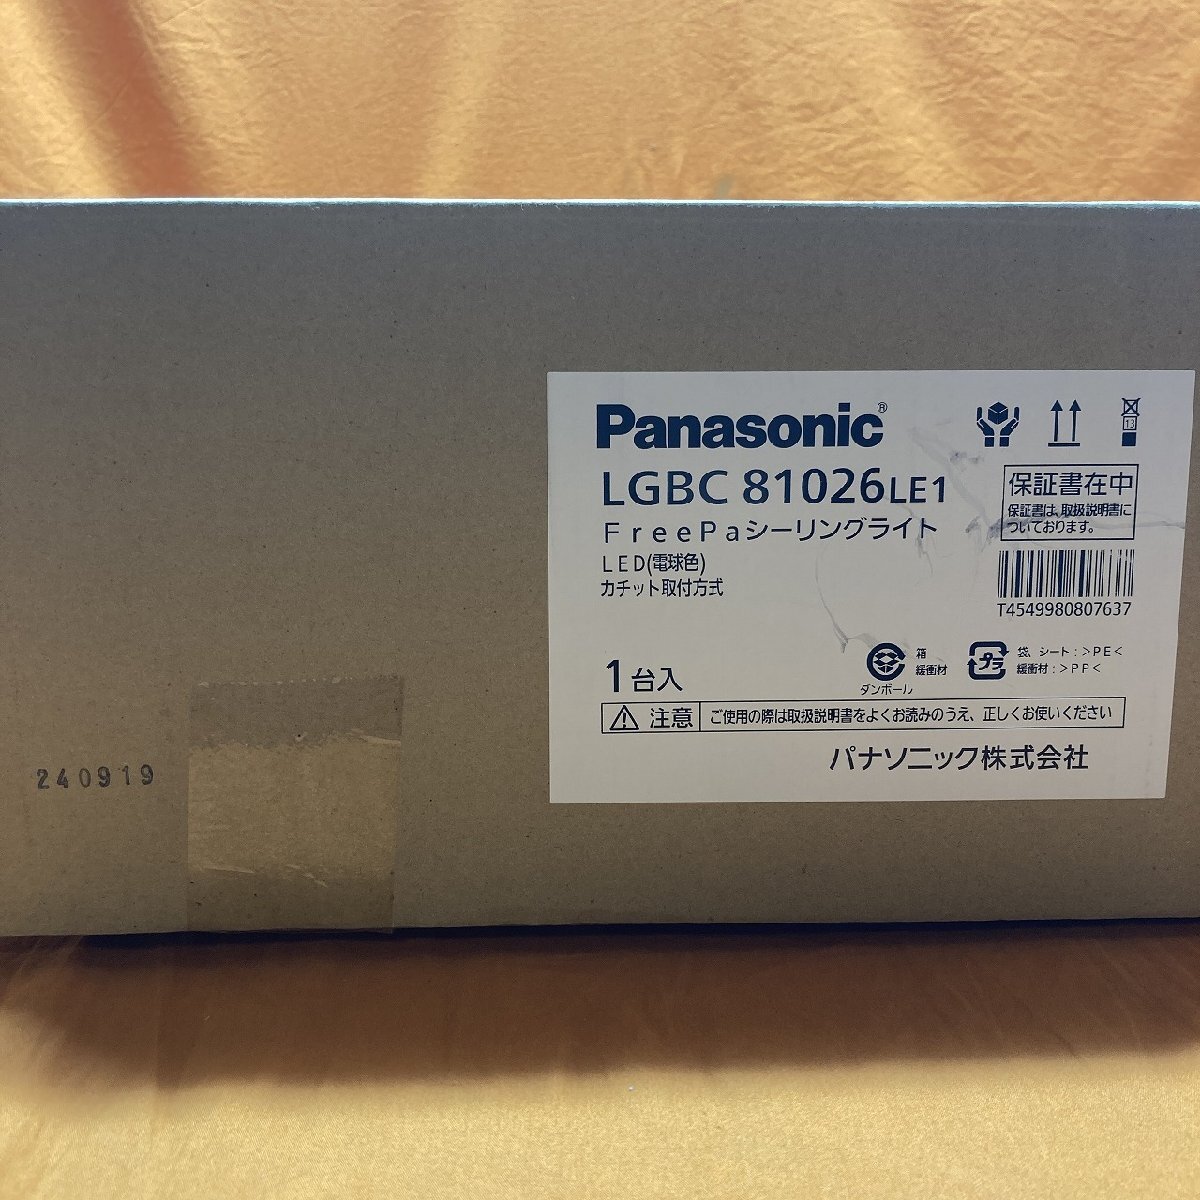 Panasonic®
LGBC 81026LE1
FreePaシーリングライト
LED(電球色)
カチット取付方式
13
保証書在中
保証書は、取扱説明書に
ついております。
T4549980807637
1台入
ダンボール
箱
緩衝材
プラ
袋、シート:>PE<
緩衝材:>PP<
注意
ご使用の際は取扱説明書をよくお読みのうえ、正しくお使いください
パナソニック株式会社
240919